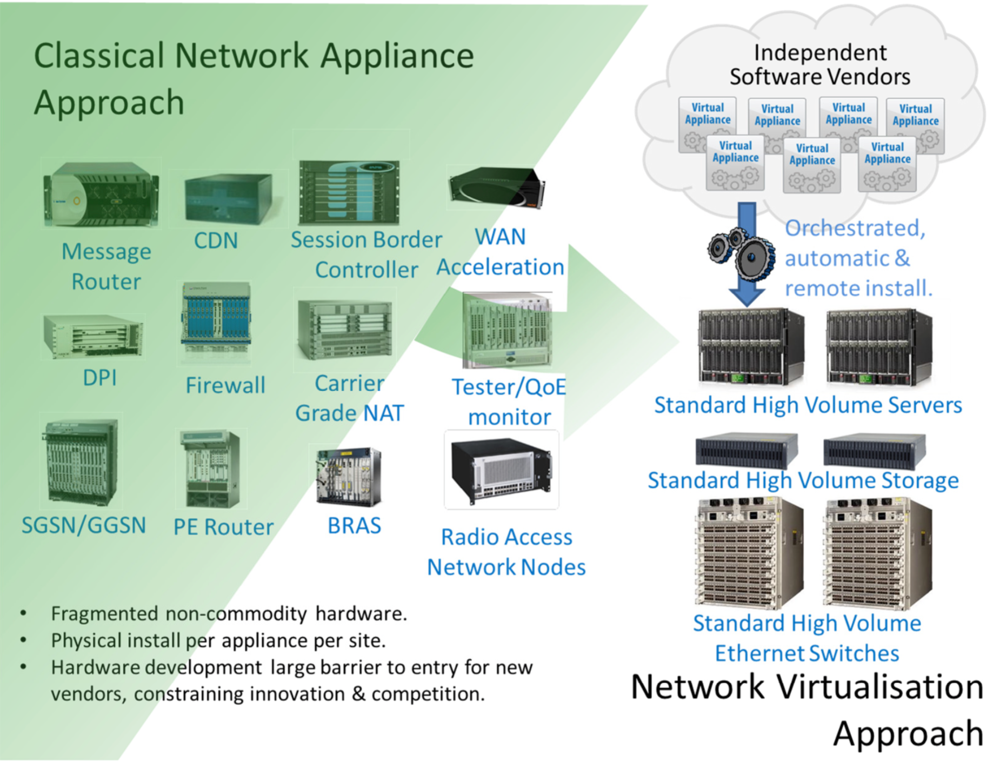 Classical Network Appliance
Approach
Message
Router
CDN
Session Border
Controller
WAN
Acceleration
DPI
Firewall
Carrier
Grade NAT
Tester/QoE
monitor
SGSN/GGSN
PE Router
BRAS
Radio Access
Network Nodes
• Fragmented non-commodity hardware.
• Physical install per appliance per site.
• Hardware development large barrier to entry for new
vendors, constraining innovation & competition.
Independent
Software Vendors
Virtual
Appliance
Virtual
Appliance
Virtual
Appliance
Virtual
Appliance
Virtual
Appliance
Virtual
Appliance
Virtual
Appliance
Orchestrated,
automatic &
remote install.
Standard High Volume Servers
Standard High Volume Storage
Standard High Volume
Ethernet Switches
Network Virtualisation
Approach